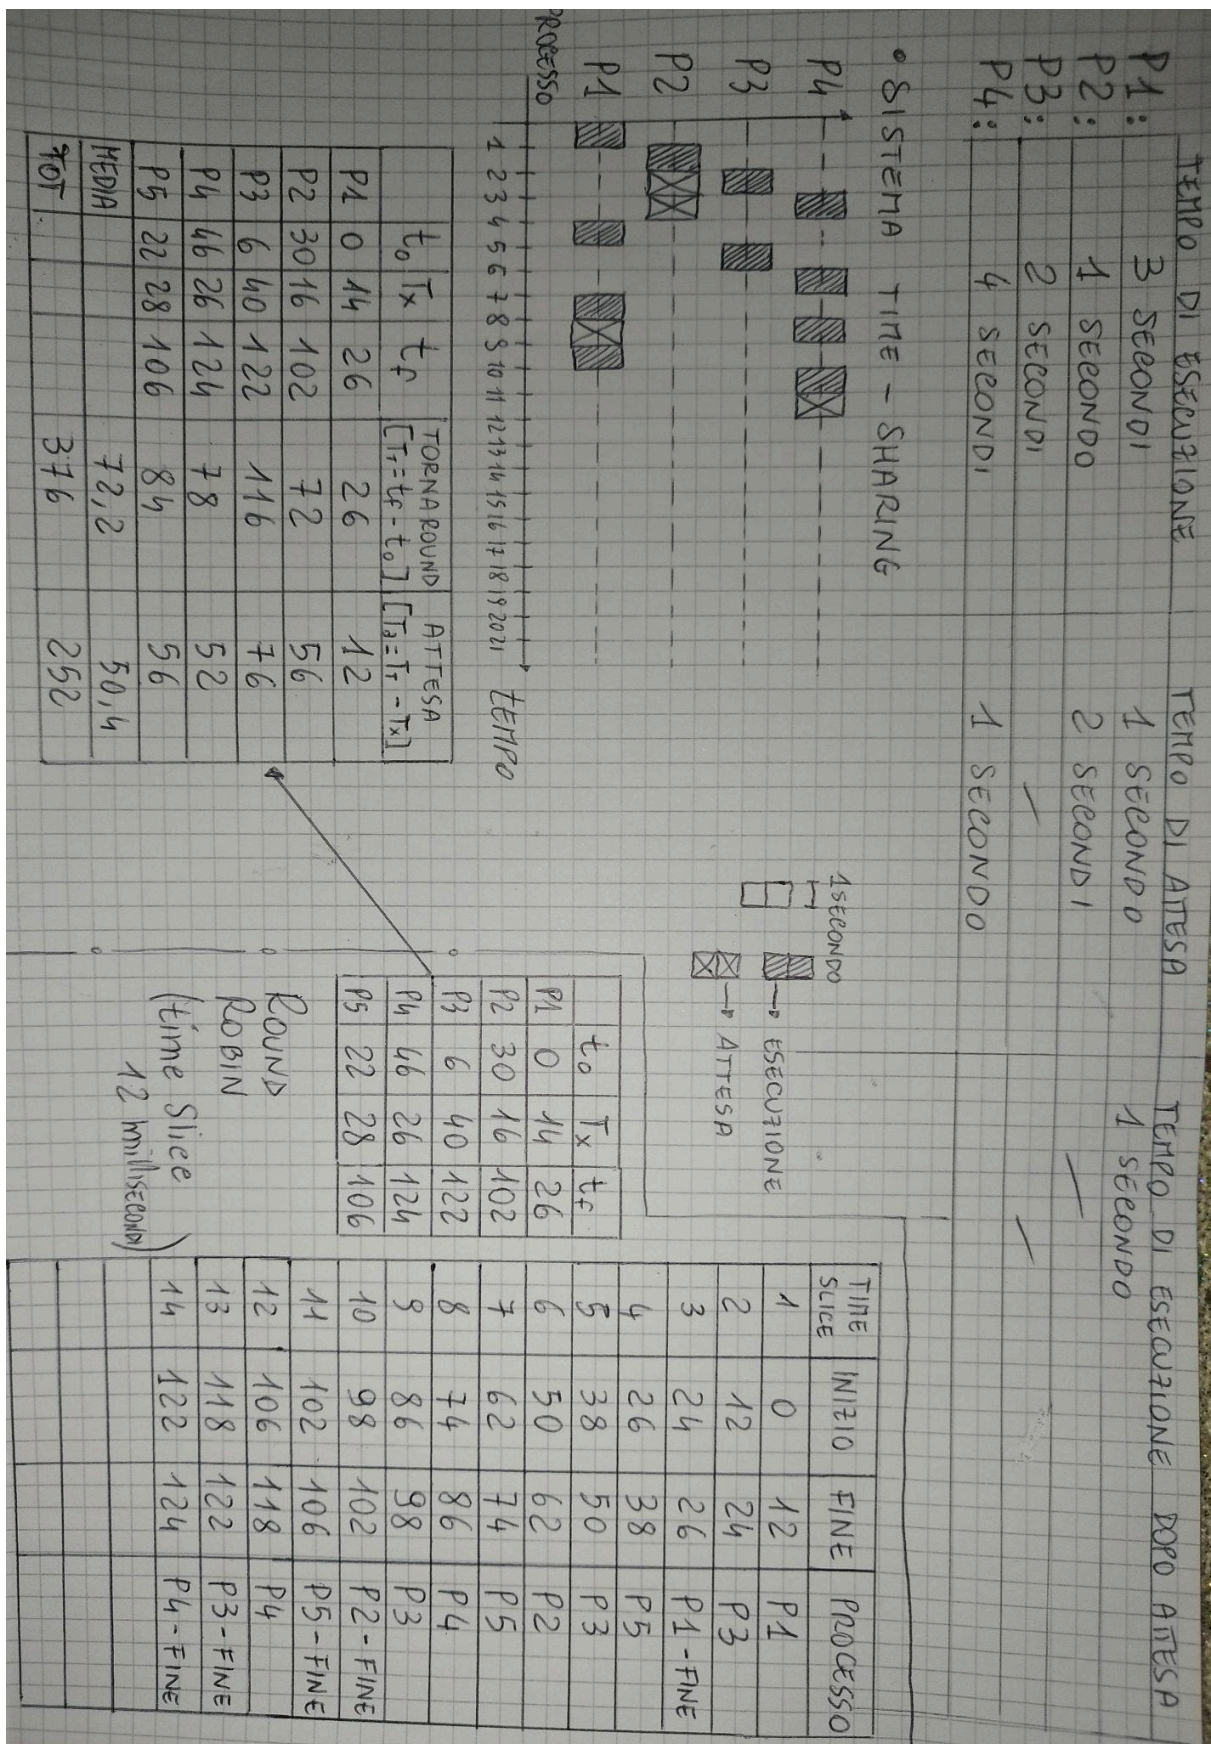 TEMPO DI ESECUZIONE TEMPO DI ATTESA TEMPO DI ESECUZIONE DOPO ATTESA
P1: 3 SECONDI 1 SECONDO 1 SECONDO
P2: 1 SECONDO 2 SECONDI —
P3: 2 SECONDI — —
P4: 4 SECONDI 1 SECONDO
• SISTEMA TIME - SHARING
P4
P3
P2
P1
PROCESSO
1 2 3 4 5 6 7 8 9 10 11 12 13 14 15 16 17 18 19 20 21 TEMPO
1 SECONDO
→ ESECUZIONE
→ ATTESA
t0 Tx tf TORNAROUND [Tr = tf - t0] ATTESA [Ta = Tr - Tx]
P1 0 14 26 26 12
P2 30 16 102 72 56
P3 6 40 122 116 76
P4 46 26 124 78 52
P5 22 28 106 84 56
MEDIA 72,2 50,4
TOT 376 252
t0 Tx tf
P1 0 14 26
P2 30 16 102
P3 6 40 122
P4 46 26 124
P5 22 28 106
ROUND
ROBIN
(time Slice
12 millisecondi)
TIME SLICE INIZIO FINE PROCESSO
1 0 12 P1
2 12 24 P3
3 24 26 P1 - FINE
4 26 38 P5
5 38 50 P3
6 50 62 P2
7 62 74 P5
8 74 86 P4
9 86 98 P3
10 98 102 P2 - FINE
11 102 106 P5 - FINE
12 106 118 P4
13 118 122 P3 - FINE
14 122 124 P4 - FINE